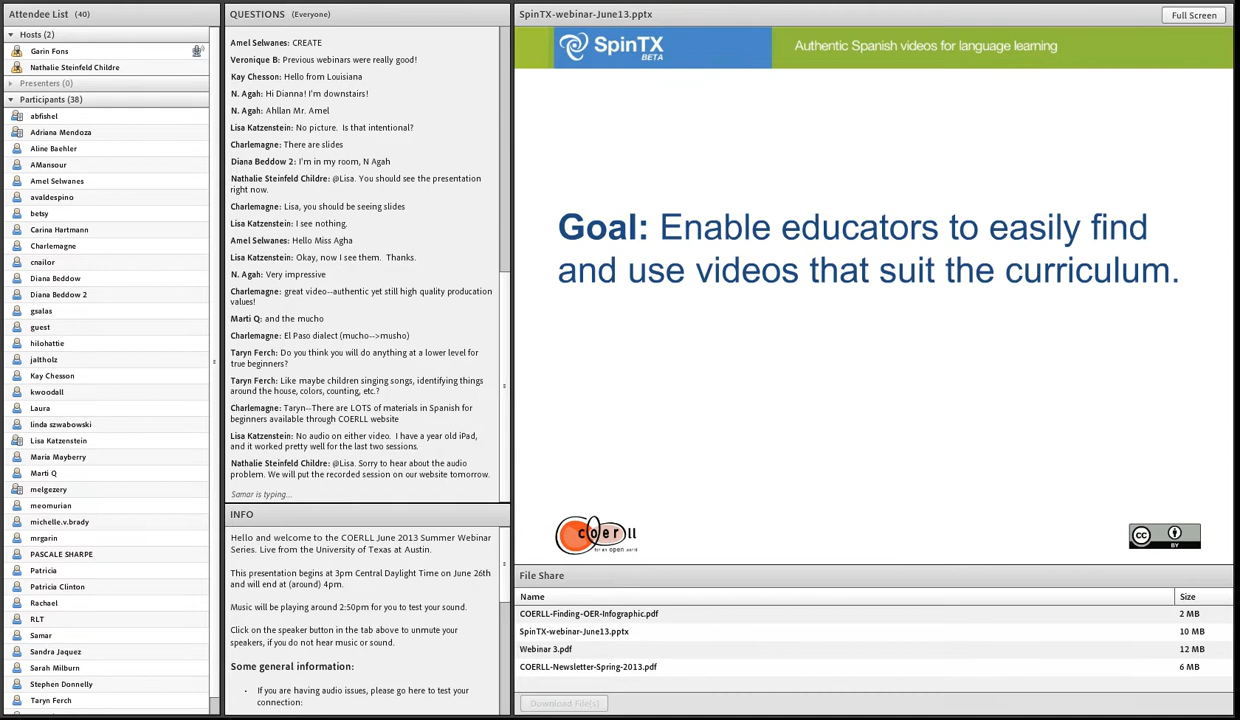 Attendee List (40)
Hosts (2)
Garin Fons
Nathalie Steinfeld Childre
Presenters (0)
Participants (38)
abfishel
Adriana Mendoza
Aline Baehler
AMansour
Amel Selwanes
avaldespino
betsy
Carina Hartmann
Charlemagne
cnailor
Diana Beddow
Diana Beddow 2
gsalas
guest
hilohattie
jaltholz
Kay Chesson
kwoodall
Laura
linda szwabowski
Lisa Katzenstein
Maria Mayberry
Marti Q
melgezery
meomurian
michelle.v.brady
mrgarin
PASCALE SHARPE
Patricia
Patricia Clinton
Rachael
RLT
Samar
Sandra Jaquez
Sarah Milburn
Stephen Donnelly
Taryn Ferch
QUESTIONS (Everyone)
Amel Selwanes: CREATE
Veronique B: Previous webinars were really good!
Kay Chesson: Hello from Louisiana
N. Agah: Hi Dianna! I'm downstairs!
N. Agah: Ahllan Mr. Amel
Lisa Katzenstein: No picture. Is that intentional?
Charlemagne: There are slides
Diana Beddow 2: I'm in my room, N Agah
Nathalie Steinfeld Childre: @Lisa. You should see the presentation
right now.
Charlemagne: Lisa, you should be seeing slides
Lisa Katzenstein: I see nothing.
Amel Selwanes: Hello Miss Agha
Lisa Katzenstein: Okay, now I see them. Thanks.
N. Agah: Very impressive
Charlemagne: great video--authentic yet still high quality producation
values!
Marti Q: and the mucho
Charlemagne: El Paso dialect (mucho-->musho)
Taryn Ferch: Do you think you will do anything at a lower level for
true beginners?
Taryn Ferch: Like maybe children singing songs, identifying things
around the house, colors, counting, etc.?
Charlemagne: Taryn--There are LOTS of materials in Spanish for
beginners available through COERLL website
Lisa Katzenstein: No audio on either video. I have a year old iPad,
and it worked pretty well for the last two sessions.
Nathalie Steinfeld Childre: @Lisa. Sorry to hear about the audio
problem. We will put the recorded session on our website tomorrow.
Samar is typing...
INFO
Hello and welcome to the COERLL June 2013 Summer Webinar
Series. Live from the University of Texas at Austin.
This presentation begins at 3pm Central Daylight Time on June 26th
and will end at (around) 4pm.
Music will be playing around 2:50pm for you to test your sound.
Click on the speaker button in the tab above to unmute your
speakers, if you do not hear music or sound.
Some general information:
• If you are having audio issues, please go here to test your
connection:
SpinTX-webinar-June13.pptx
Full Screen
SpinTX
BETA
Authentic Spanish videos for language learning
Goal: Enable educators to easily find
and use videos that suit the curriculum.
coerll
for an open world
cc
BY
File Share
Name Size
COERLL-Finding-OER-Infographic.pdf 2 MB
SpinTX-webinar-June13.pptx 10 MB
Webinar 3.pdf 12 MB
COERLL-Newsletter-Spring-2013.pdf 6 MB
Download File(s)